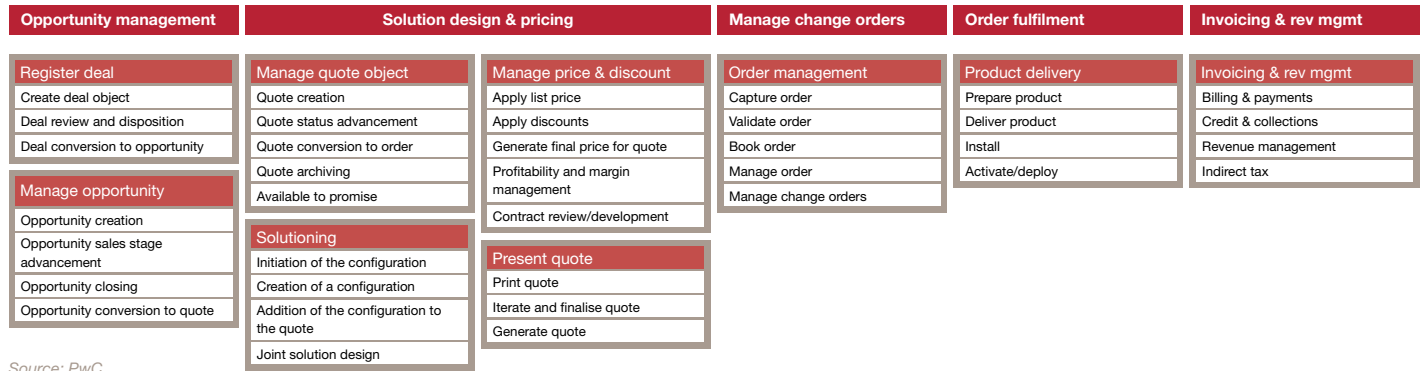 Opportunity management
Solution design & pricing
Manage change orders
Order fulfilment
Invoicing & rev mgmt
Register deal
Create deal object
Deal review and disposition
Deal conversion to opportunity
Manage opportunity
Opportunity creation
Opportunity sales stage
advancement
Opportunity closing
Opportunity conversion to quote
Manage quote object
Quote creation
Quote status advancement
Quote conversion to order
Quote archiving
Available to promise
Solutioning
Initiation of the configuration
Creation of a configuration
Addition of the configuration to
the quote
Joint solution design
Manage price & discount
Apply list price
Apply discounts
Generate final price for quote
Profitability and margin
management
Contract review/development
Present quote
Print quote
Iterate and finalise quote
Generate quote
Order management
Capture order
Validate order
Book order
Manage order
Manage change orders
Product delivery
Prepare product
Deliver product
Install
Activate/deploy
Invoicing & rev mgmt
Billing & payments
Credit & collections
Revenue management
Indirect tax
Source: PwC